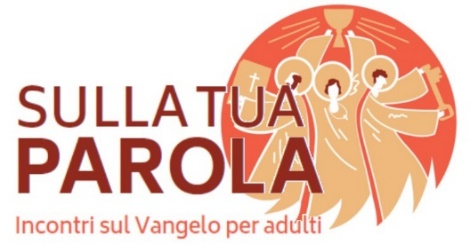 SULLA TUA
PAROLA
Incontri sul Vangelo per adulti